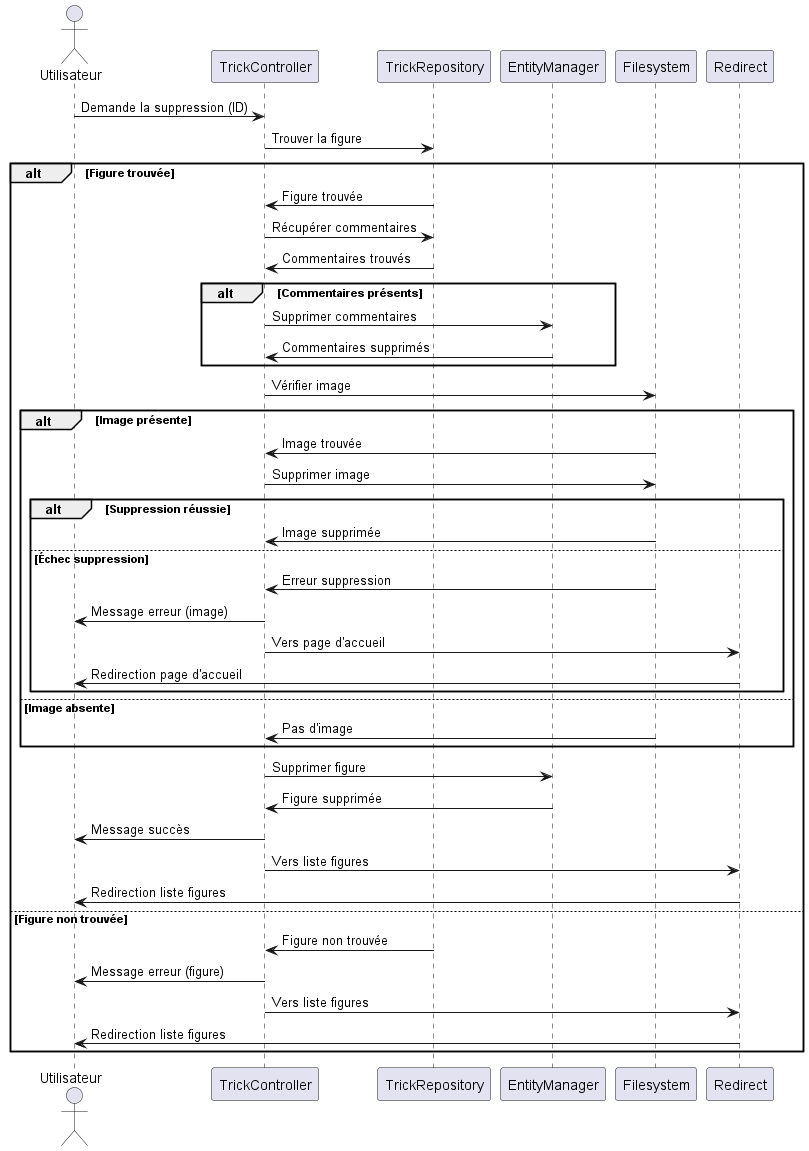 Utilisateur
TrickController
TrickRepository
EntityManager
Filesystem
Redirect
Demande la suppression (ID)
Trouver la figure
alt
[Figure trouvée]
Figure trouvée
Récupérer commentaires
Commentaires trouvés
alt
[Commentaires présents]
Supprimer commentaires
Commentaires supprimés
Vérifier image
alt
[Image présente]
Image trouvée
Supprimer image
alt
[Suppression réussie]
Image supprimée
[Échec suppression]
Erreur suppression
Message erreur (image)
Vers page d'accueil
Redirection page d'accueil
[Image absente]
Pas d'image
Supprimer figure
Figure supprimée
Message succès
Vers liste figures
Redirection liste figures
[Figure non trouvée]
Figure non trouvée
Message erreur (figure)
Vers liste figures
Redirection liste figures
Utilisateur
TrickController
TrickRepository
EntityManager
Filesystem
Redirect